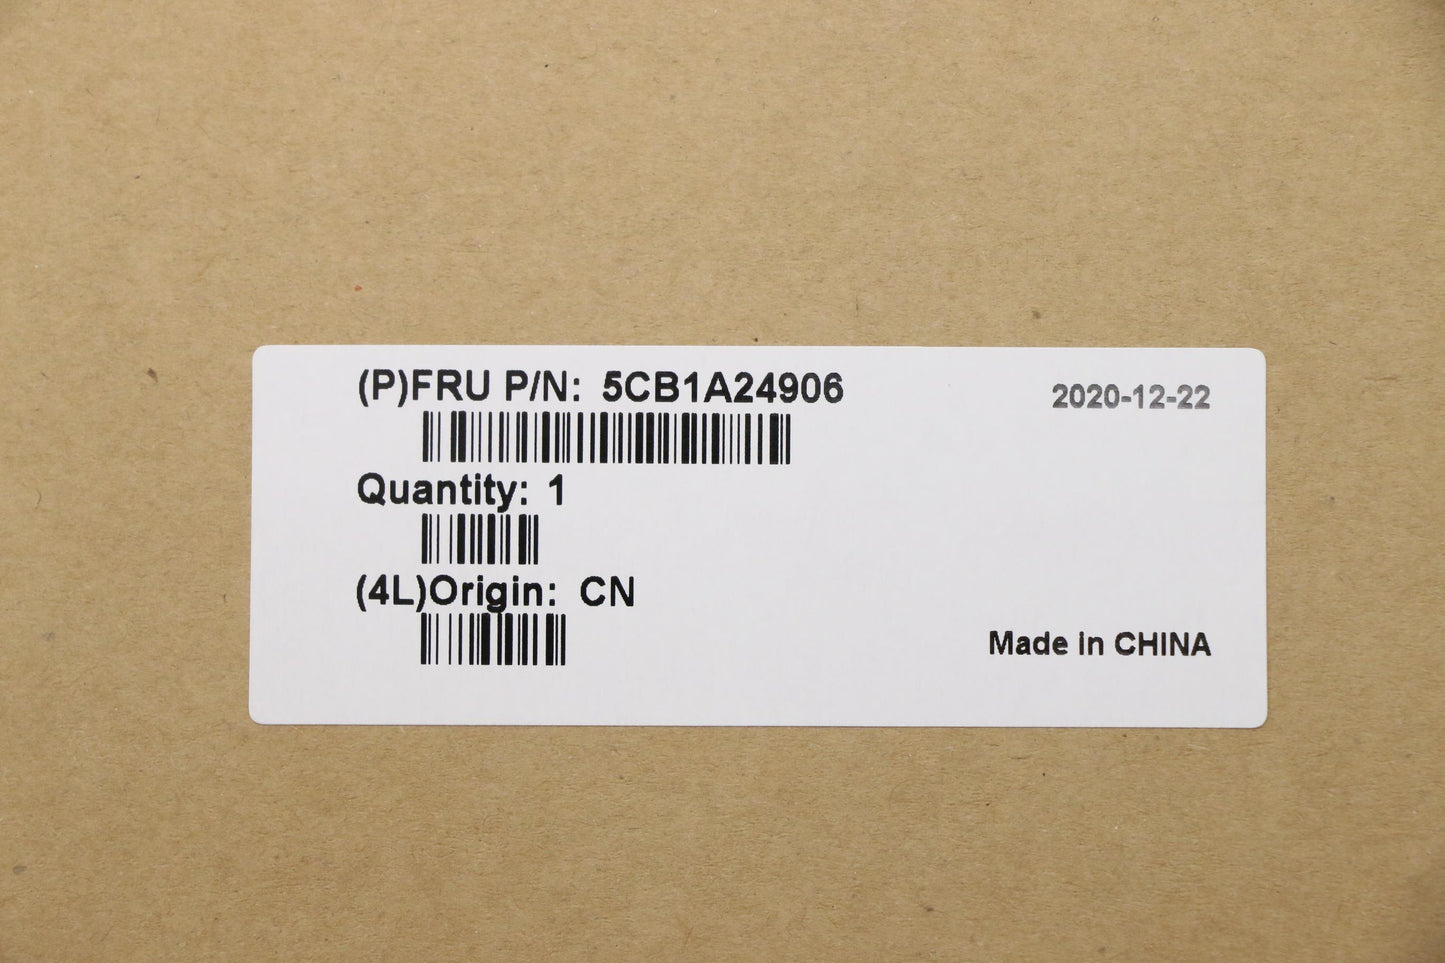 (P)FRU P/N: 5CB1A24906
2020-12-22
Quantity: 1
(4L)Origin: CN
Made in CHINA